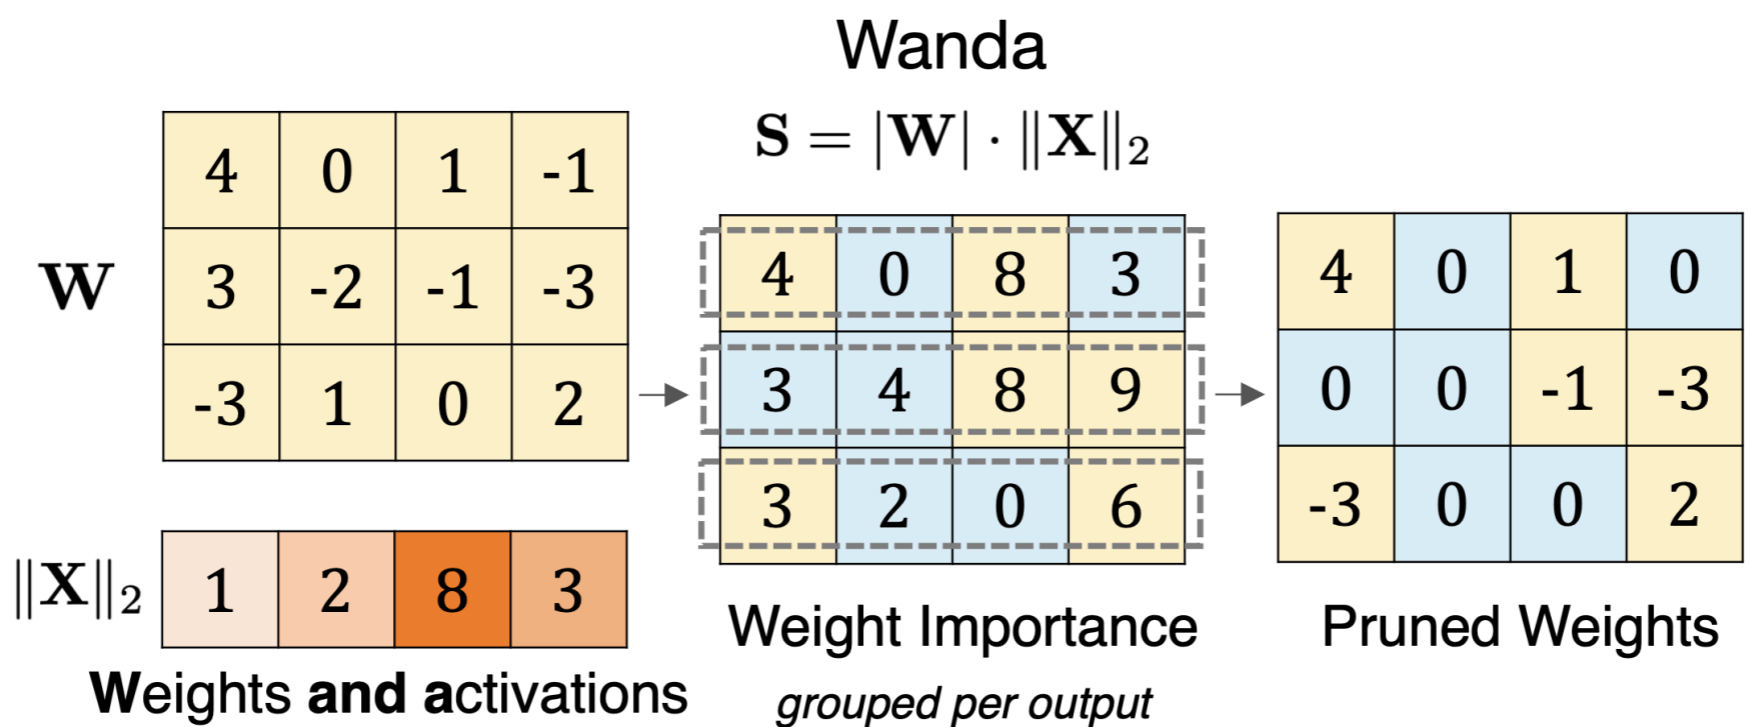 Wanda
S = |W| · ‖X‖₂
W
4 0 1 -1
3 -2 -1 -3
-3 1 0 2
‖X‖₂
1 2 8 3
Weights and activations
4 0 8 3
3 4 8 9
3 2 0 6
Weight Importance
grouped per output
4 0 1 0
0 0 -1 -3
-3 0 0 2
Pruned Weights